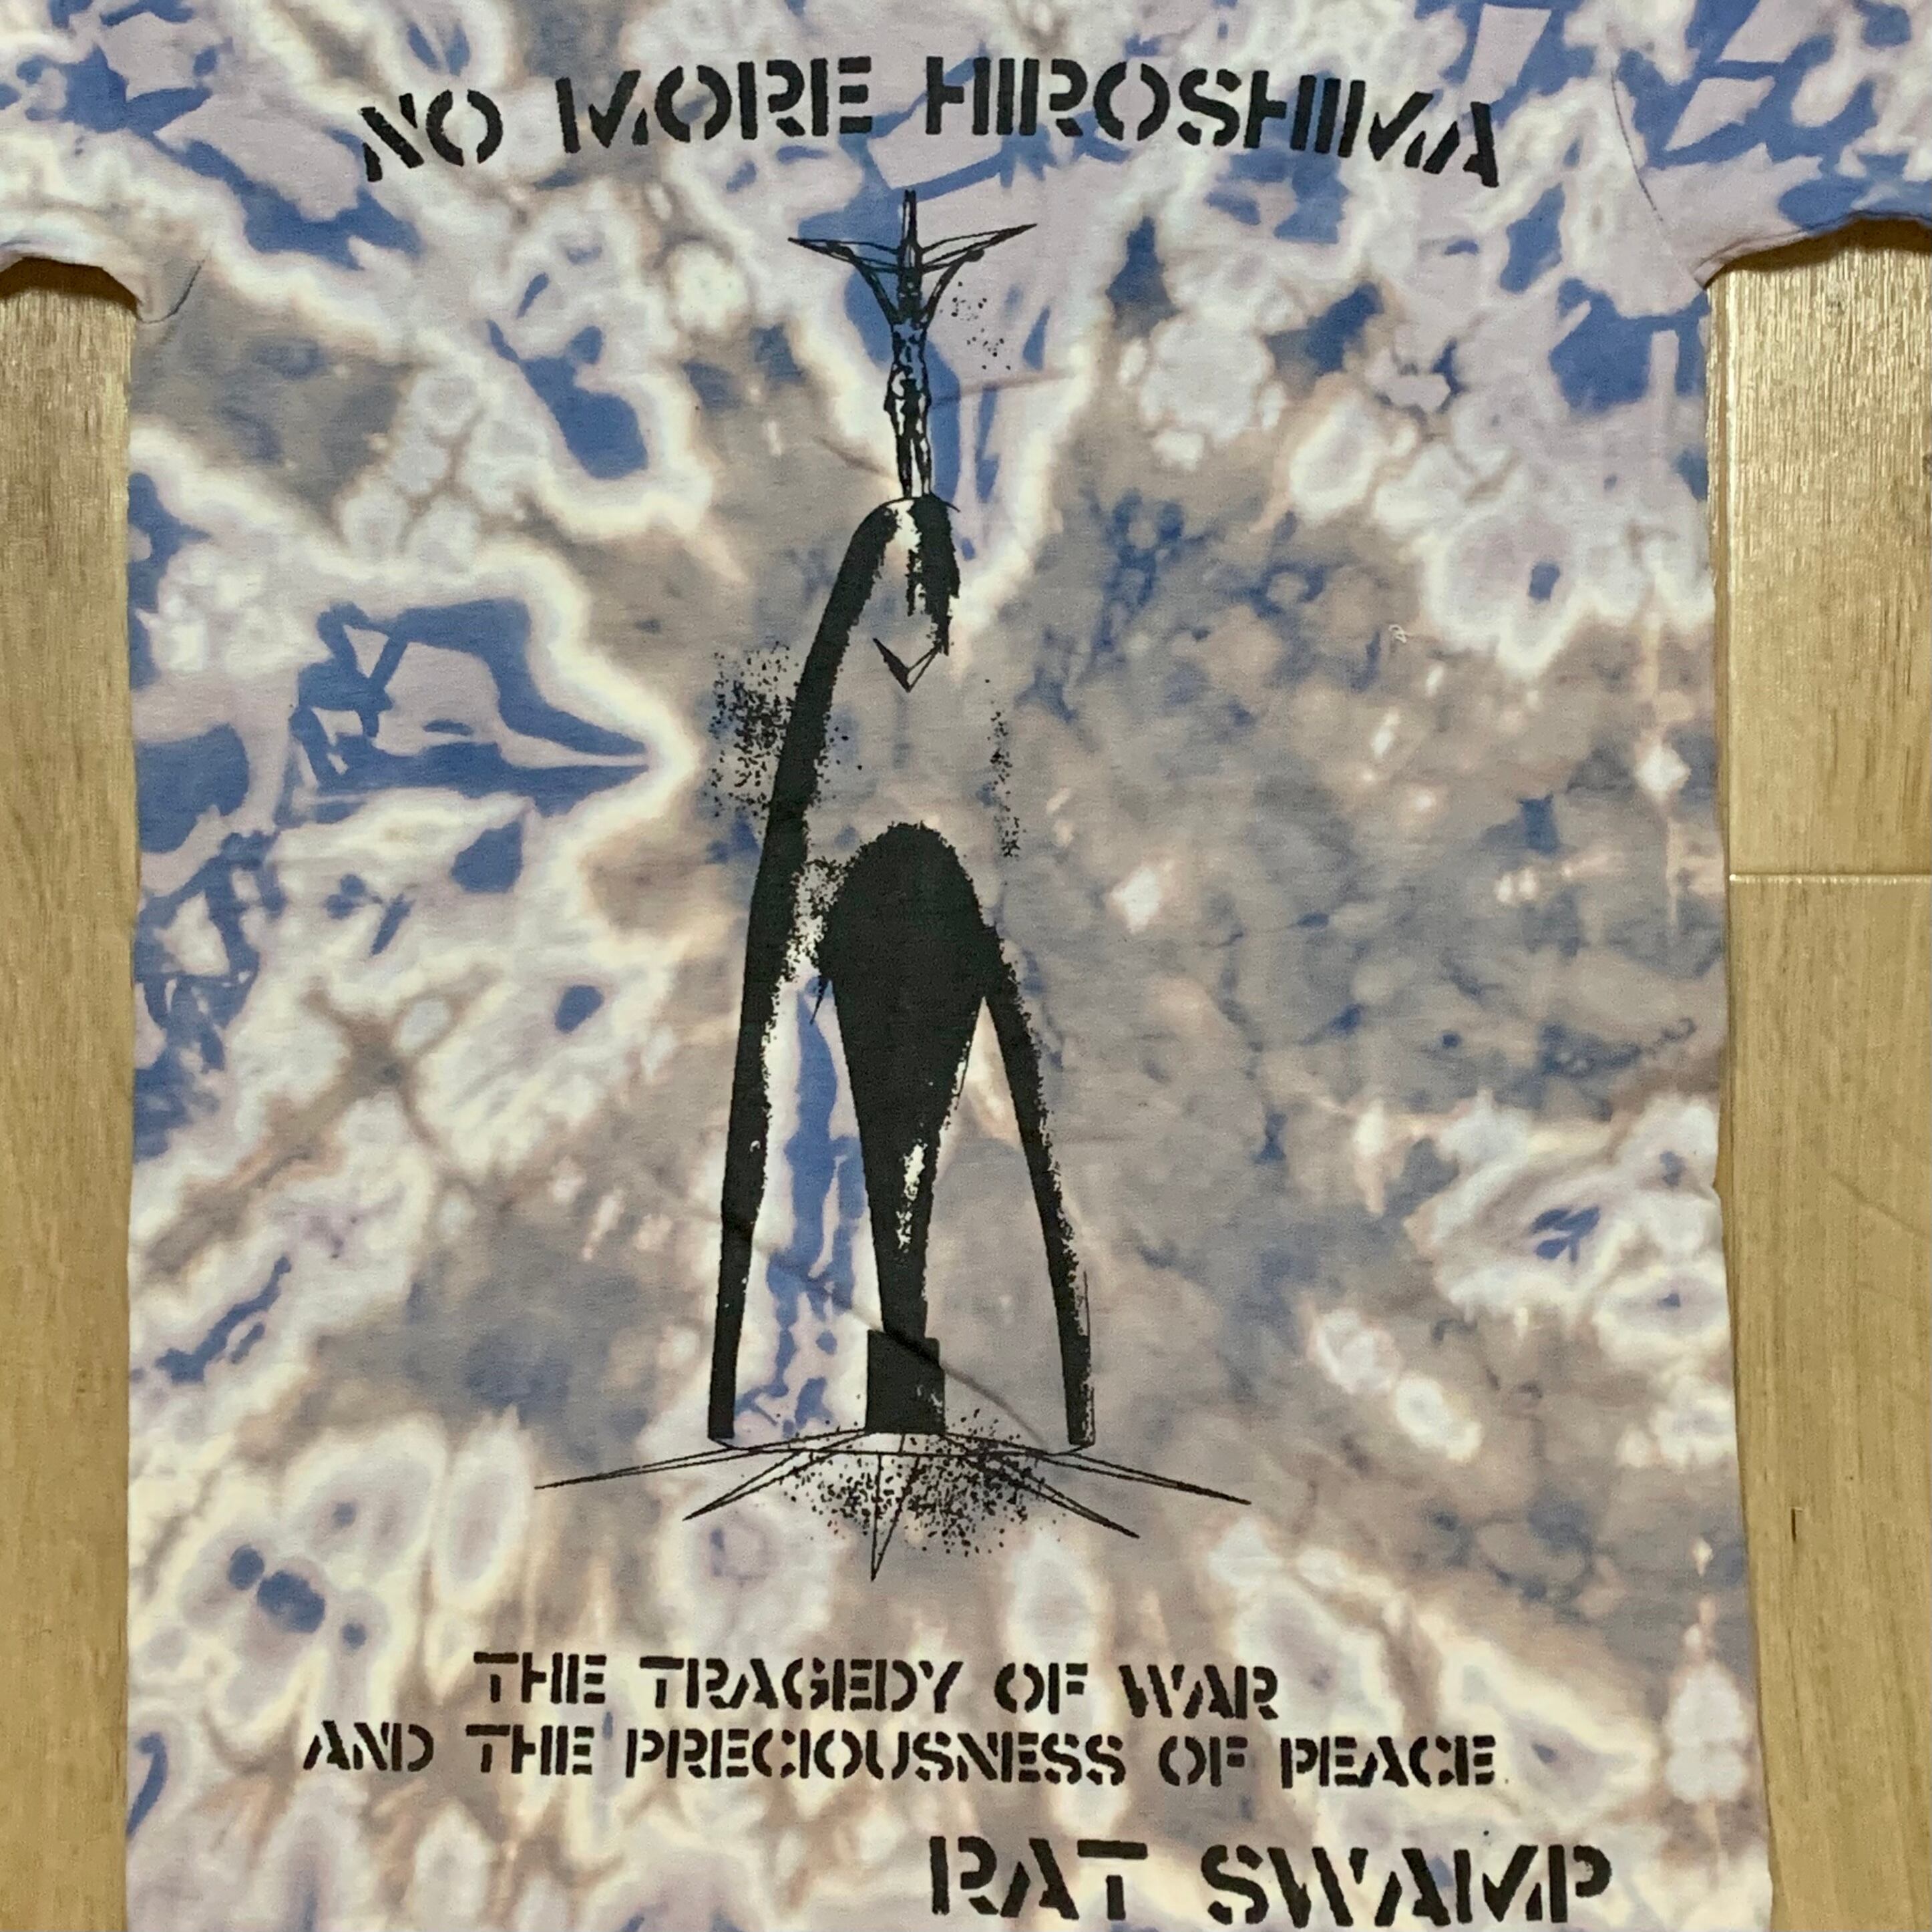 NO MORE HIROSHIMA
THE TRAGEDY OF WAR
AND THE PRECIOUSNESS OF PEACE
RAT SWAMP